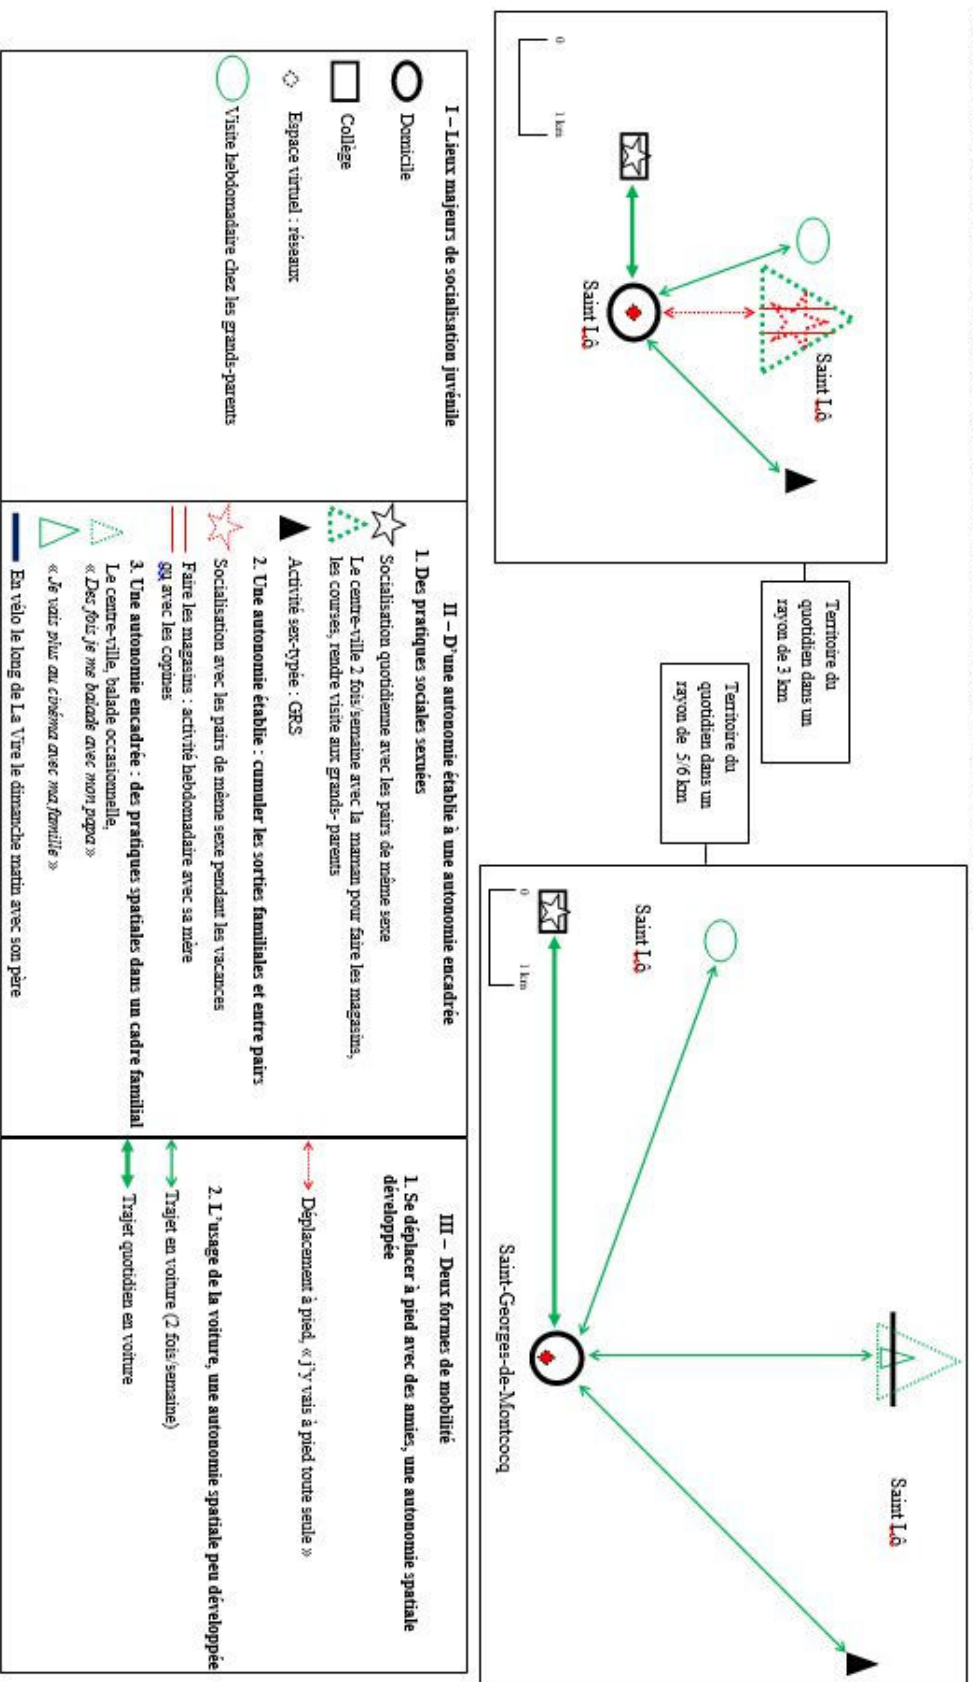 0
1 km
Saint Lô
Saint Lô
Territoire du
quotidien dans un
rayon de 3 km
Territoire du
quotidien dans un
rayon de 5/6 km
Saint Lô
0
1 km
Saint-Georges-de-Montcocq
Saint Lô
I – Lieux majeurs de socialisation juvénile
Domicile
Collège
Espace virtuel : réseaux
Visite hebdomadaire chez les grands-parents
II – D’une autonomie établie à une autonomie encadrée
1. Des pratiques sociales sexuées
Socialisation quotidienne avec les pairs de même sexe
Le centre-ville 2 fois/semaine avec la maman pour faire les magasins,
les courses, rendre visite aux grands- parents
Activité sex-typée : GRS
2. Une autonomie établie : cumuler les sorties familiales et entre pairs
Socialisation avec les pairs de même sexe pendant les vacances
Faire les magasins : activité hebdomadaire avec sa mère
ou avec les copines
3. Une autonomie encadrée : des pratiques spatiales dans un cadre familial
Le centre-ville, balade occasionnelle,
« Des fois je me balade avec mon papa »
« Je vais plus au cinéma avec ma famille »
En vélo le long de La Vire le dimanche matin avec son père
III – Deux formes de mobilité
1. Se déplacer à pied avec des amies, une autonomie spatiale
développée
Déplacement à pied, « j’y vais à pied toute seule »
2. L’usage de la voiture, une autonomie spatiale peu développée
Trajet en voiture (2 fois/semaine)
Trajet quotidien en voiture